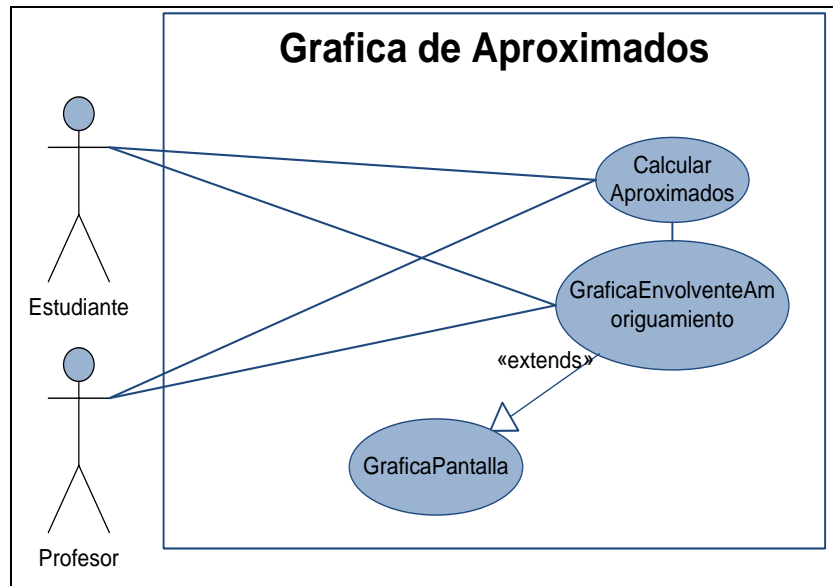 Grafica de Aproximados
Calcular
Aproximados
Estudiante
GraficaEnvolventeAm
origuamiento
«extends»
GraficaPantalla
Profesor